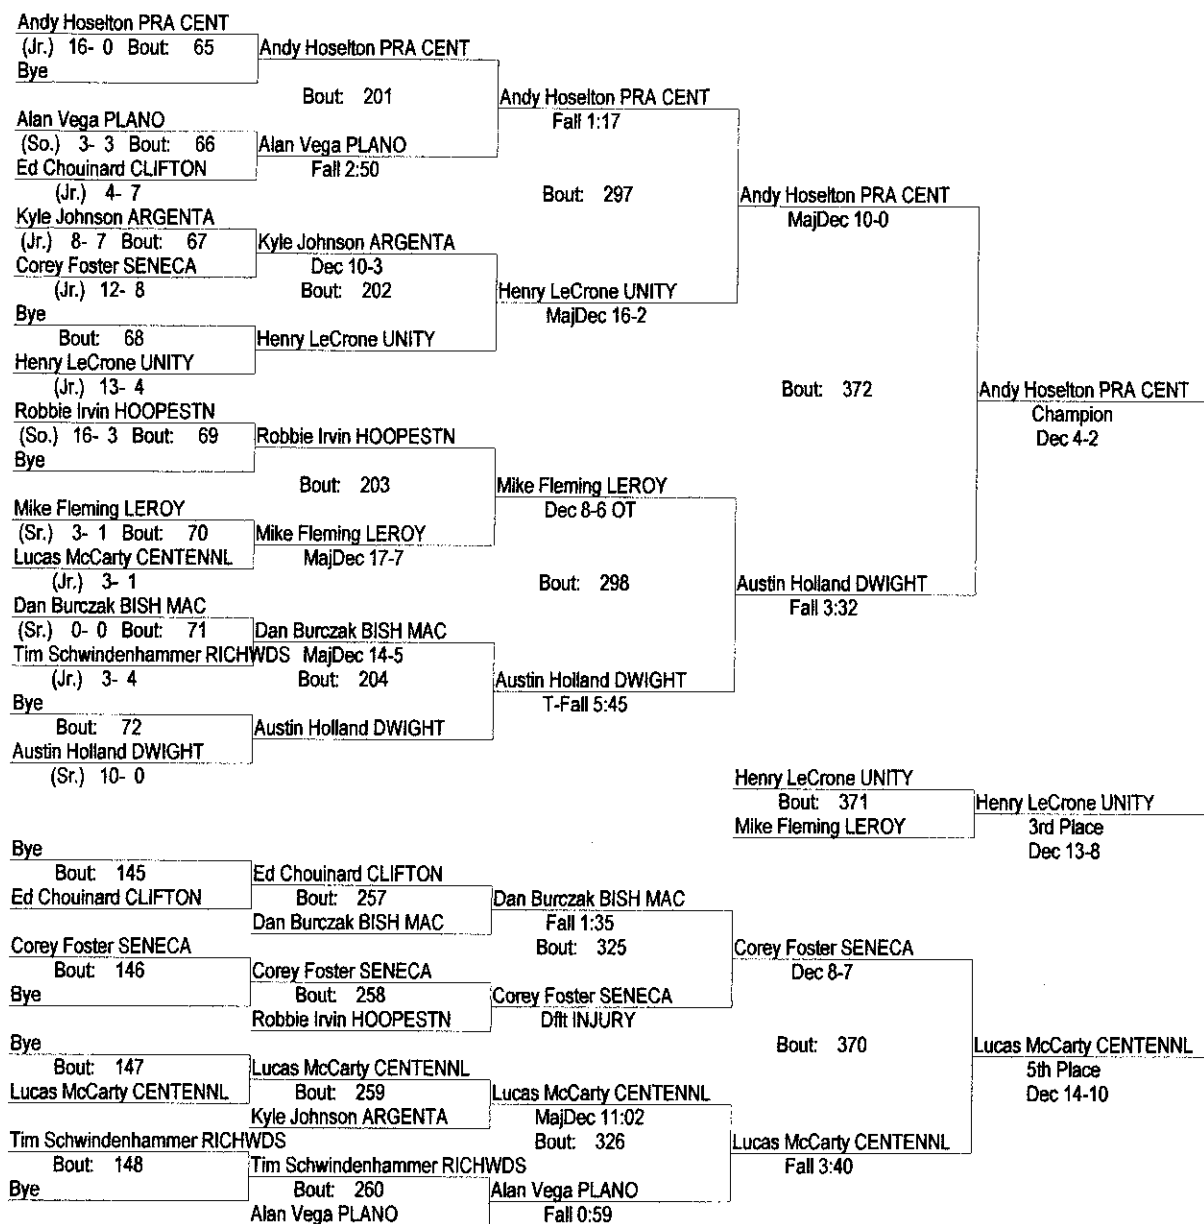 Andy Hoselton PRA CENT
(Jr.) 16- 0 Bout: 65
Bye
Andy Hoselton PRA CENT
Bout: 201
Alan Vega PLANO
(So.) 3- 3 Bout: 66
Ed Chouinard CLIFTON
(Jr.) 4- 7
Alan Vega PLANO
Fall 2:50
Andy Hoselton PRA CENT
Fall 1:17
Bout: 297
Kyle Johnson ARGENTA
(Jr.) 8- 7 Bout: 67
Corey Foster SENECA
(Jr.) 12- 8
Kyle Johnson ARGENTA
Dec 10-3
Bout: 202
Bye
Bout: 68
Henry LeCrone UNITY
(Jr.) 13- 4
Henry LeCrone UNITY
Henry LeCrone UNITY
MajDec 16-2
Andy Hoselton PRA CENT
MajDec 10-0
Bout: 372
Andy Hoselton PRA CENT
Champion
Dec 4-2
Robbie Irvin HOOPESTN
(So.) 16- 3 Bout: 69
Bye
Robbie Irvin HOOPESTN
Bout: 203
Mike Fleming LEROY
(Sr.) 3- 1 Bout: 70
Lucas McCarty CENTENNL
(Jr.) 3- 1
Mike Fleming LEROY
MajDec 17-7
Mike Fleming LEROY
Dec 8-6 OT
Bout: 298
Dan Burczak BISH MAC
(Sr.) 0- 0 Bout: 71
Tim Schwindenhammer RICHWDS
(Jr.) 3- 4
Dan Burczak BISH MAC
MajDec 14-5
Bout: 204
Bye
Bout: 72
Austin Holland DWIGHT
(Sr.) 10- 0
Austin Holland DWIGHT
Austin Holland DWIGHT
T-Fall 5:45
Austin Holland DWIGHT
Fall 3:32
Henry LeCrone UNITY
Bout: 371
Mike Fleming LEROY
Henry LeCrone UNITY
3rd Place
Dec 13-8
Bye
Bout: 145
Ed Chouinard CLIFTON
Ed Chouinard CLIFTON
Bout: 257
Dan Burczak BISH MAC
Dan Burczak BISH MAC
Fall 1:35
Bout: 325
Corey Foster SENECA
Bout: 146
Bye
Corey Foster SENECA
Bout: 258
Robbie Irvin HOOPESTN
Corey Foster SENECA
Dflt INJURY
Corey Foster SENECA
Dec 8-7
Bout: 370
Bye
Bout: 147
Lucas McCarty CENTENNL
Lucas McCarty CENTENNL
Bout: 259
Kyle Johnson ARGENTA
Lucas McCarty CENTENNL
MajDec 11:02
Bout: 326
Tim Schwindenhammer RICHWDS
Bout: 148
Bye
Tim Schwindenhammer RICHWDS
Bout: 260
Alan Vega PLANO
Alan Vega PLANO
Fall 0:59
Lucas McCarty CENTENNL
Fall 3:40
Lucas McCarty CENTENNL
5th Place
Dec 14-10